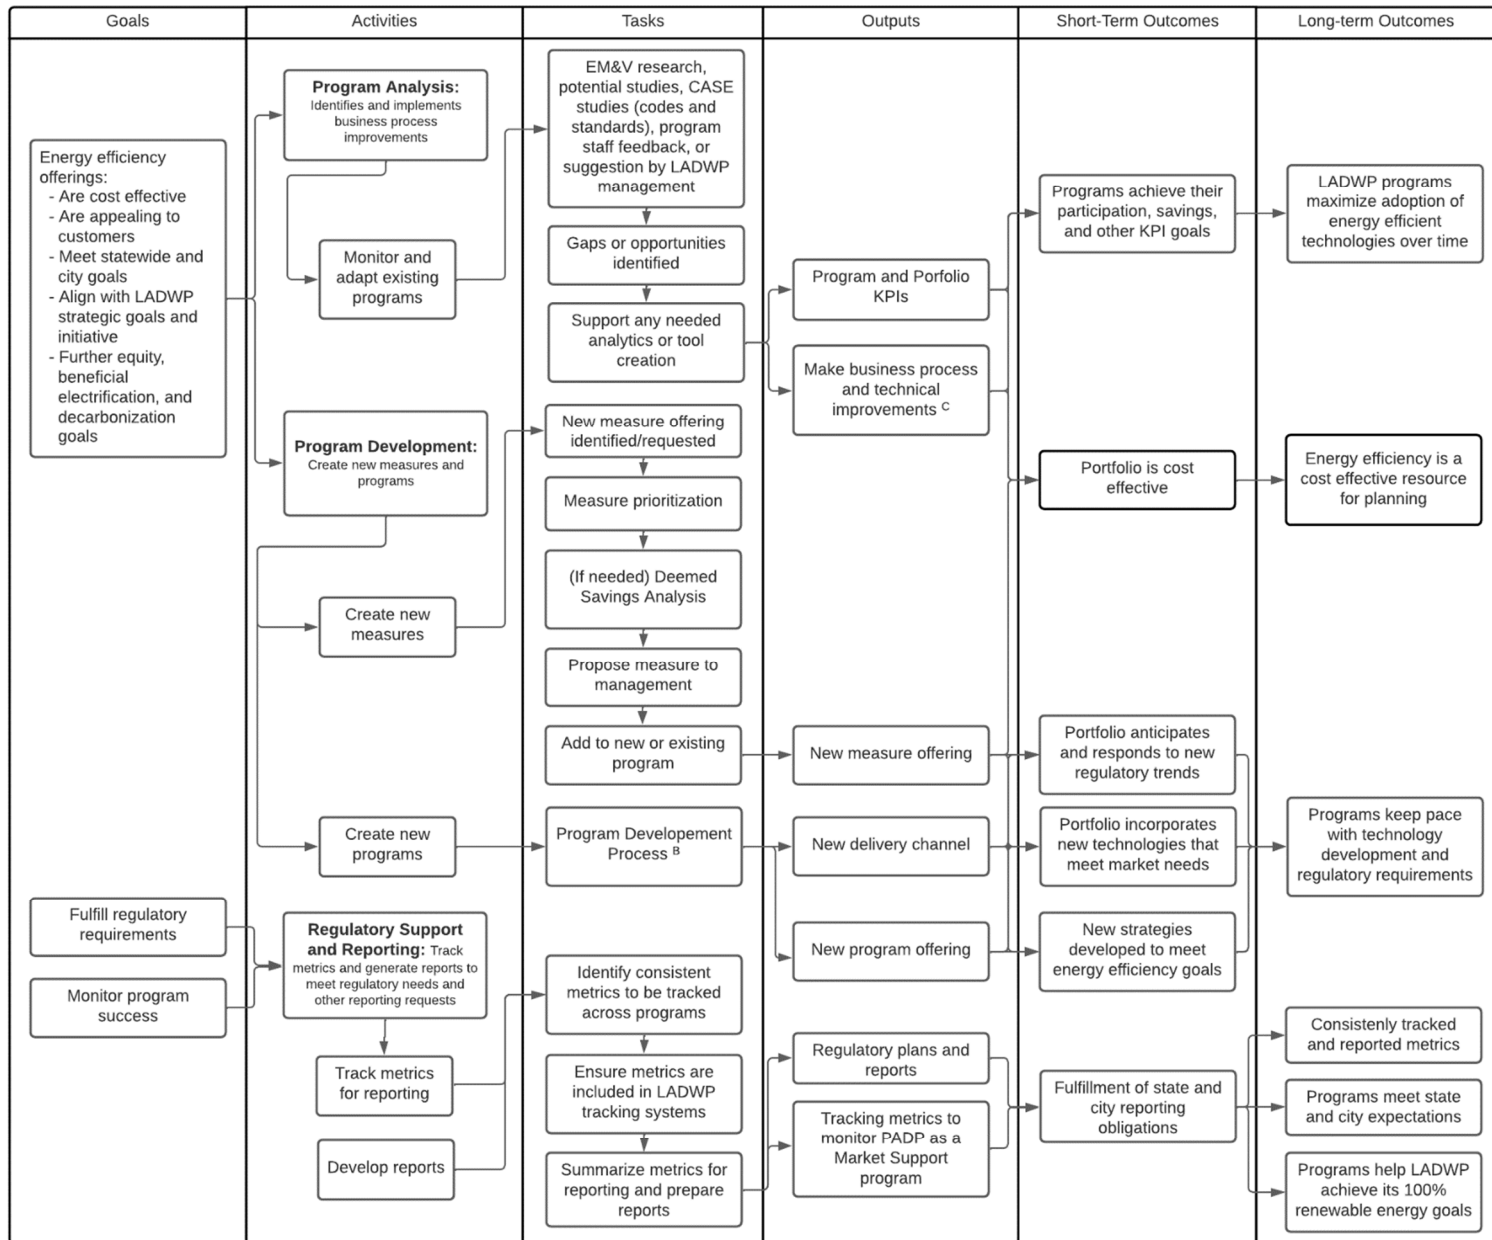 Goals
Activities
Tasks
Outputs
Short-Term Outcomes
Long-term Outcomes
Energy efficiency
offerings:
- Are cost effective
- Are appealing to
customers
- Meet statewide and
city goals
- Align with LADWP
strategic goals and
initiative
- Further equity,
beneficial
electrification, and
decarbonization
goals
Fulfill regulatory
requirements
Monitor program
success
Program Analysis:
Identifies and implements
business process
improvements
Monitor and
adapt existing
programs
Program Development:
Create new measures and
programs
Create new
measures
Create new
programs
Regulatory Support
and Reporting: Track
metrics and generate reports to
meet regulatory needs and
other reporting requests
Track metrics
for reporting
Develop reports
EM&V research,
potential studies, CASE
studies (codes and
standards), program
staff feedback, or
suggestion by LADWP
management
Gaps or opportunities
identified
Support any needed
analytics or tool
creation
New measure offering
identified/requested
Measure prioritization
(If needed) Deemed
Savings Analysis
Propose measure to
management
Add to new or existing
program
Program Developement
Process B
Identify consistent
metrics to be tracked
across programs
Ensure metrics are
included in LADWP
tracking systems
Summarize metrics for
reporting and prepare
reports
Program and Porfolio
KPIs
Make business process
and technical
improvements C
New measure offering
New delivery channel
New program offering
Regulatory plans and
reports
Tracking metrics to
monitor PADP as a
Market Support
program
Programs achieve their
participation, savings,
and other KPI goals
Portfolio is cost
effective
Portfolio anticipates
and responds to new
regulatory trends
Portfolio incorporates
new technologies that
meet market needs
New strategies
developed to meet
energy efficiency goals
Fulfillment of state and
city reporting
obligations
LADWP programs
maximize adoption of
energy efficient
technologies over time
Energy efficiency is a
cost effective resource
for planning
Programs keep pace
with technology
development and
regulatory requirements
Consistenly tracked
and reported metrics
Programs meet state
and city expectations
Programs help LADWP
achieve its 100%
renewable energy goals